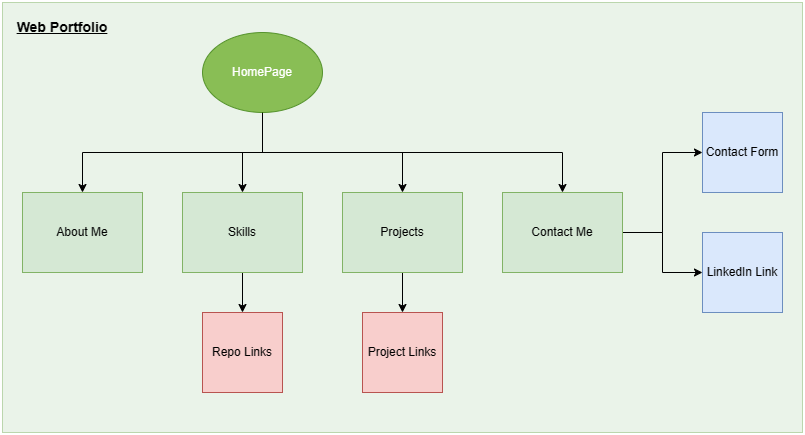 Web Portfolio
HomePage
Contact Form
About Me
Skills
Projects
Contact Me
LinkedIn Link
Repo Links
Project Links